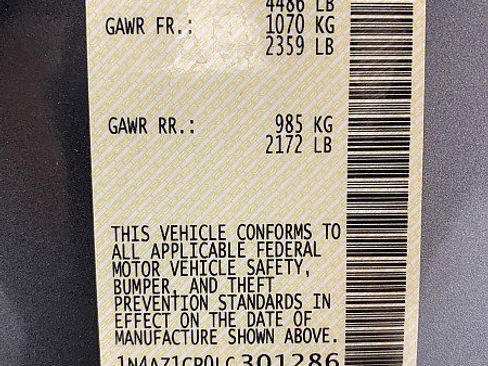 4486 LB
GAWR FR.: 1070 KG
2359 LB
GAWR RR.: 985 KG
2172 LB
THIS VEHICLE CONFORMS TO
ALL APPLICABLE FEDERAL
MOTOR VEHICLE SAFETY,
BUMPER, AND THEFT
PREVENTION STANDARDS IN
EFFECT ON THE DATE OF
MANUFACTURE SHOWN ABOVE.
1N4AZ1CP0LC301286